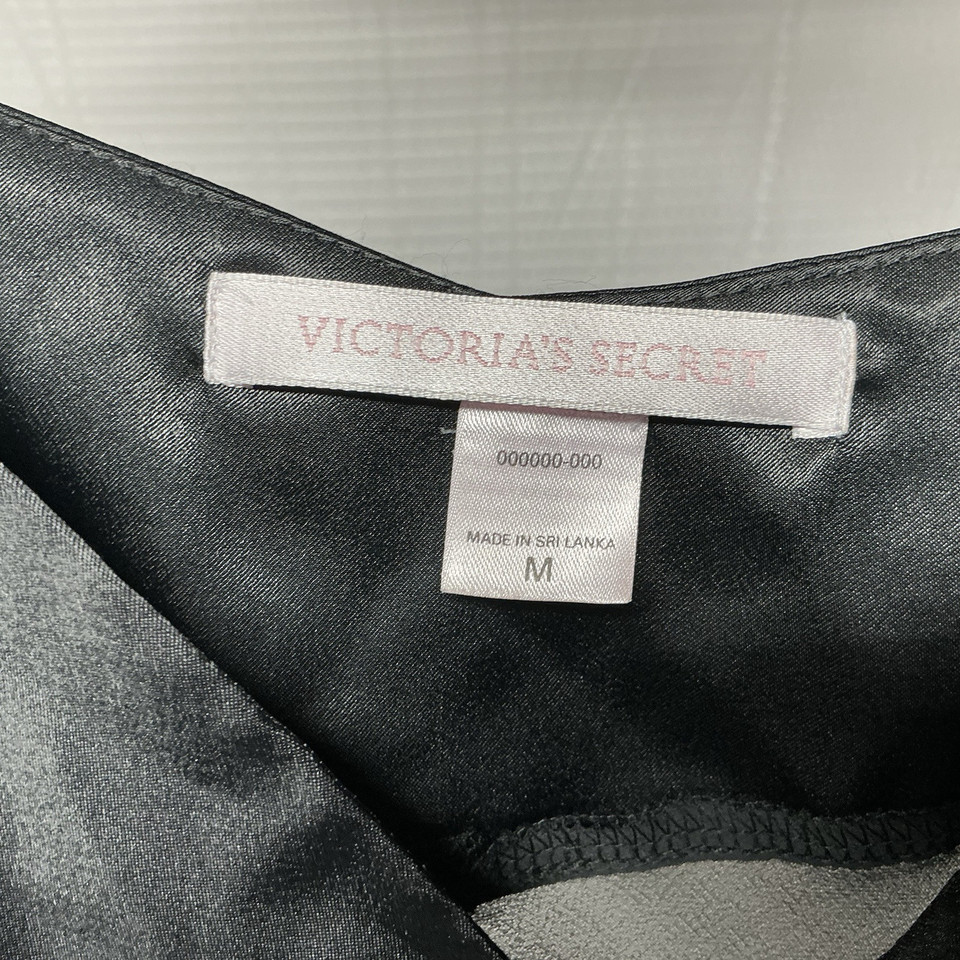 VICTORIA'S SECRET
000000-000
MADE IN SRI LANKA
M